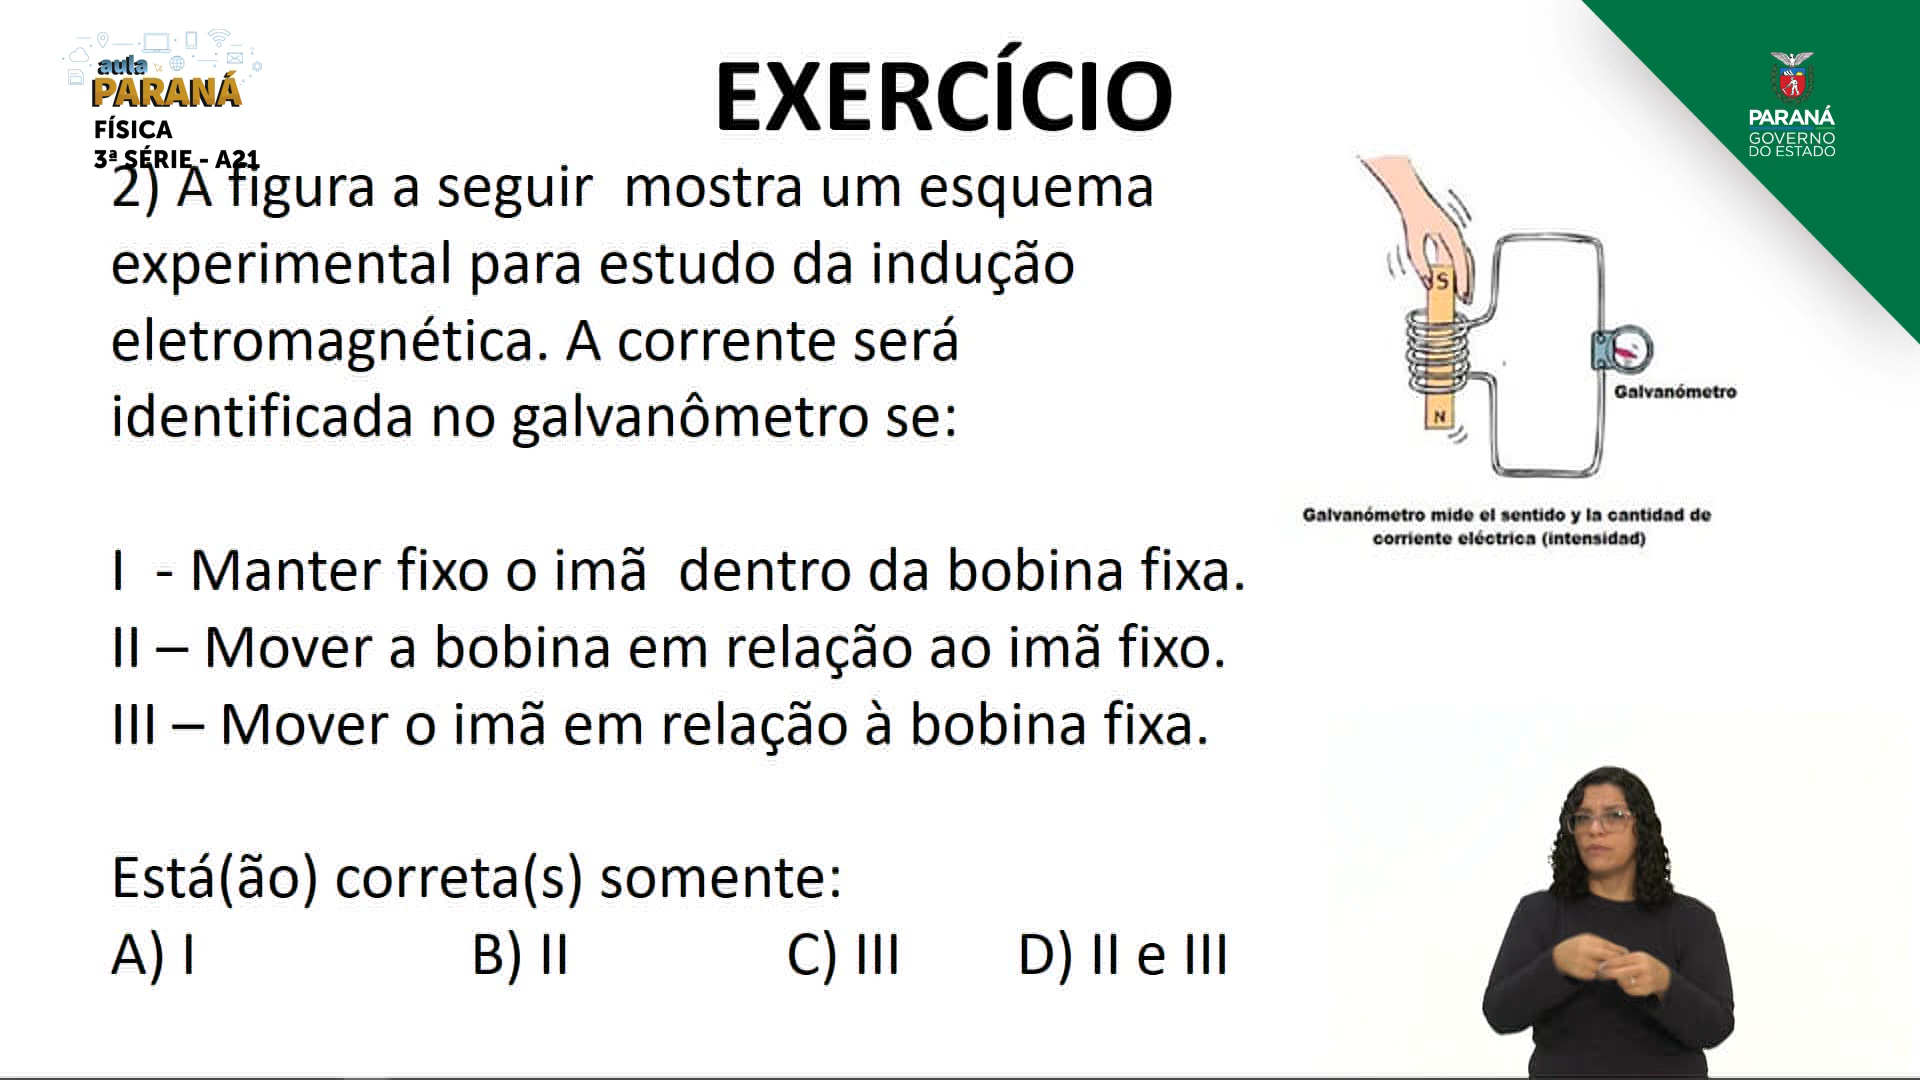 aula
PARANÁ
FÍSICA
3ª SÉRIE - A21
EXERCÍCIO
PARANÁ
GOVERNO
DO ESTADO
2) A figura a seguir mostra um esquema
experimental para estudo da indução
eletromagnética. A corrente será
identificada no galvanômetro se:
S
N
Galvanómetro
Galvanómetro mide el sentido y la cantidad de
corriente eléctrica (intensidad)
I - Manter fixo o imã dentro da bobina fixa.
II – Mover a bobina em relação ao imã fixo.
III – Mover o imã em relação à bobina fixa.
Está(ão) correta(s) somente:
A) I B) II C) III D) II e III